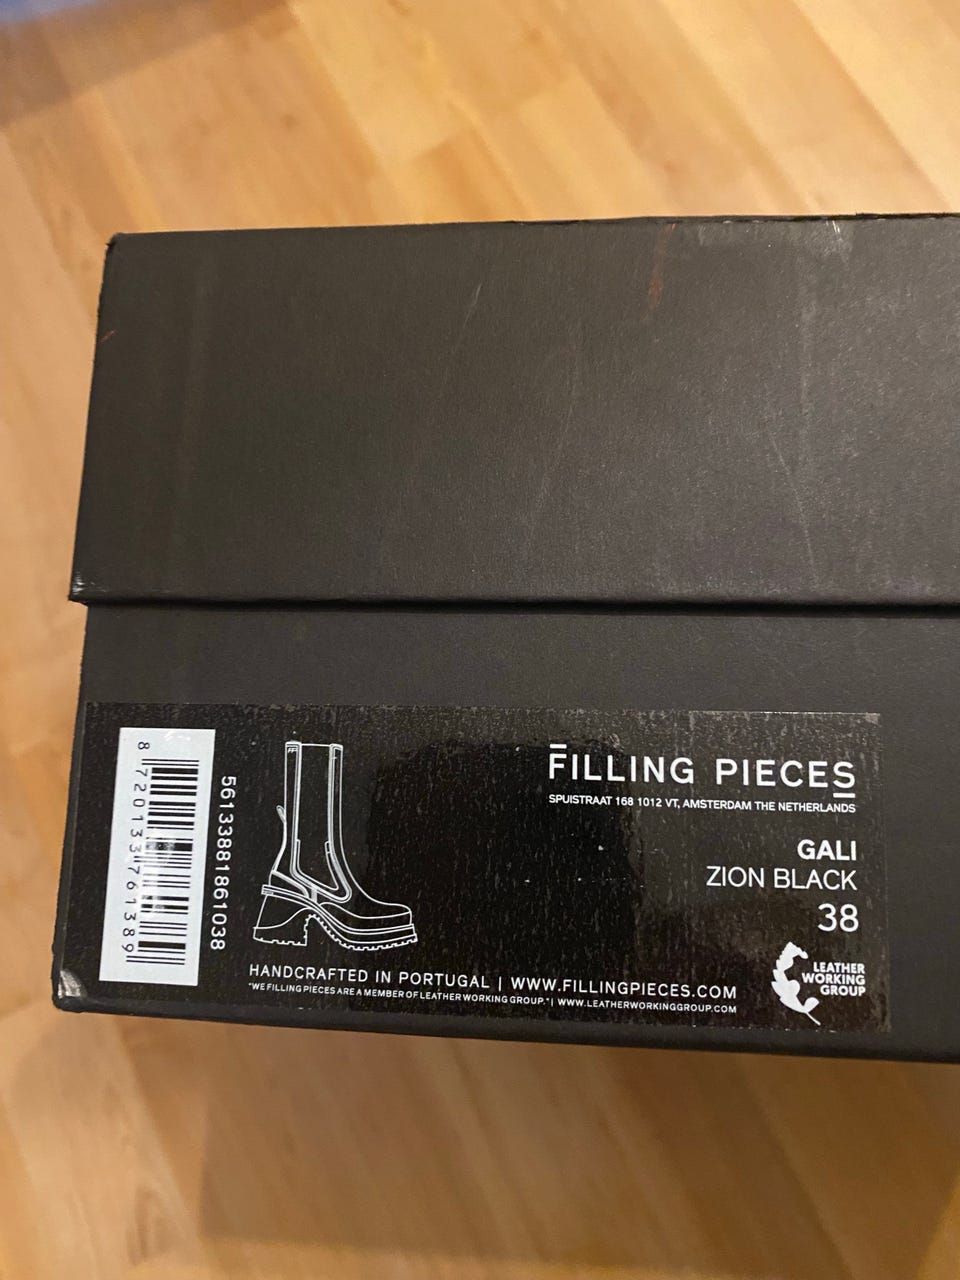 8 720133 761389
56133881861038
FF
FILLING PIECES
SPUISTRAAT 168 1012 VT, AMSTERDAM THE NETHERLANDS
GALI
ZION BLACK
38
LEATHER
WORKING
GROUP
HANDCRAFTED IN PORTUGAL | WWW.FILLINGPIECES.COM
"WE FILLING PIECES ARE A MEMBER OF LEATHER WORKING GROUP." | WWW.LEATHERWORKINGGROUP.COM